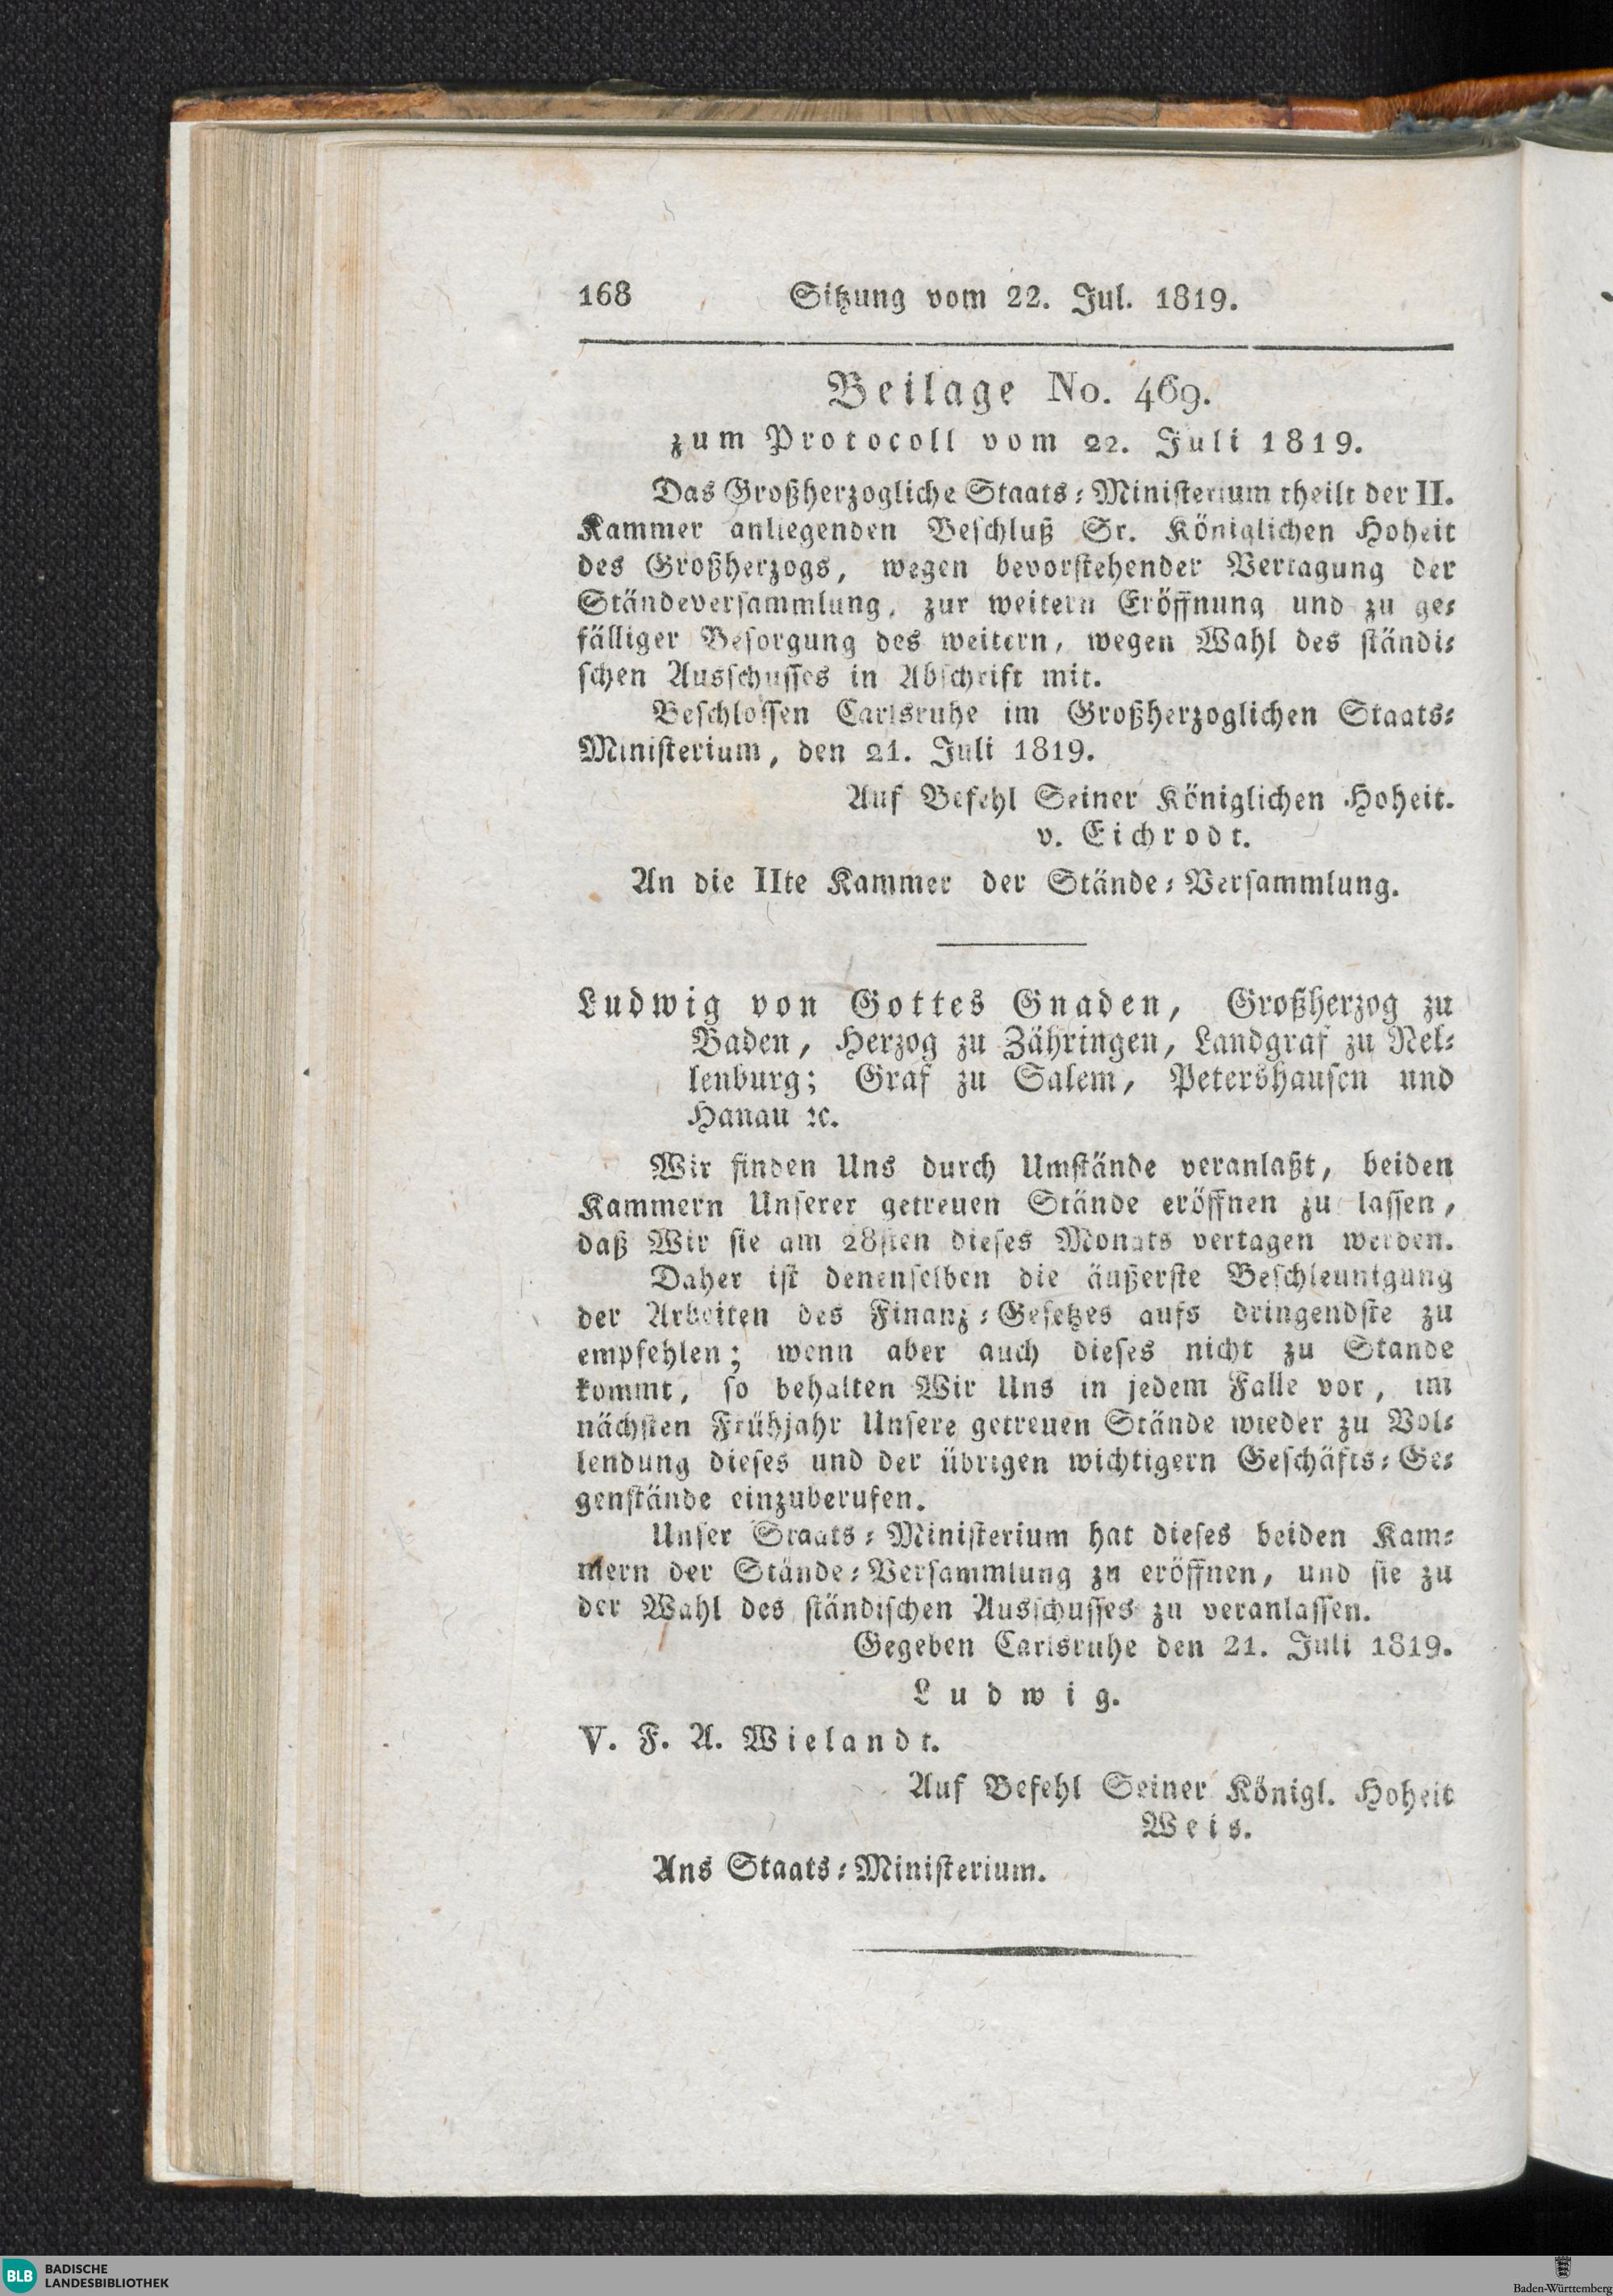 168 Sitzung vom 22. Jul. 1819.
Beilage No. 469.
zum Protocoll vom 22. Juli 1819.
Das Großherzogliche Staats-Ministerium theilt der II.
Kammer anliegenden Beschluß Sr. Königlichen Hoheit
des Großherzogs, wegen bevorstehender Vertagung der
Ständeversammlung, zur weitern Eröffnung und zu ge-
fälliger Besorgung des weitern, wegen Wahl des ständi-
schen Ausschusses in Abschrift mit.
Beschlossen Carlsruhe im Großherzoglichen Staats-
Ministerium, den 21. Juli 1819.
Auf Befehl Seiner Königlichen Hoheit.
v. Eichrodt.
An die IIte Kammer der Stände-Versammlung.
Ludwig von Gottes Gnaden, Großherzog zu
Baden, Herzog zu Zähringen, Landgraf zu Nel-
lenburg; Graf zu Salem, Petershausen und
Hanau ꝛc.
Wir finden Uns durch Umstände veranlaßt, beiden
Kammern Unserer getreuen Stände eröffnen zu lassen,
daß Wir sie am 28sten dieses Monats vertagen werden.
Daher ist denenselben die äußerste Beschleunigung
der Arbeiten des Finanz-Gesetzes aufs dringendste zu
empfehlen; wenn aber auch dieses nicht zu Stande
kommt, so behalten Wir Uns in jedem Falle vor, im
nächsten Frühjahr Unsere getreuen Stände wieder zu Vol-
lendung dieses und der übrigen wichtigern Geschäfts-Ge-
genstände einzuberufen.
Unser Staats-Ministerium hat dieses beiden Kam-
mern der Stände-Versammlung zu eröffnen, und sie zu
der Wahl des ständischen Ausschusses zu veranlassen.
Gegeben Carlsruhe den 21. Juli 1819.
Ludwig.
V. F. A. Wielandt.
Auf Befehl Seiner Königl. Hoheit
Weis.
Ans Staats-Ministerium.
BLB BADISCHE
LANDESBIBLIOTHEK
Baden-Württemberg